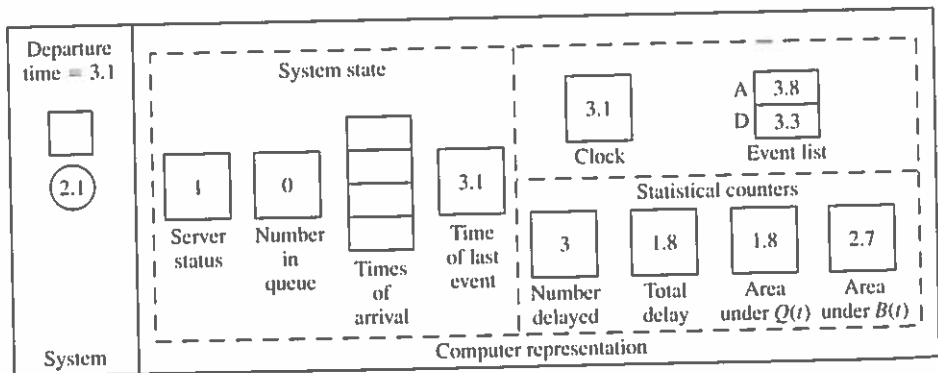 Departure
time = 3.1
2.1
System
System state
1
Server
status
0
Number
in
queue
Times
of
arrival
3.1
Time
of last
event
3.1
Clock
A 3.8
D 3.3
Event list
Statistical counters
3
Number
delayed
1.8
Total
delay
1.8
Area
under Q(t)
2.7
Area
under B(t)
Computer representation